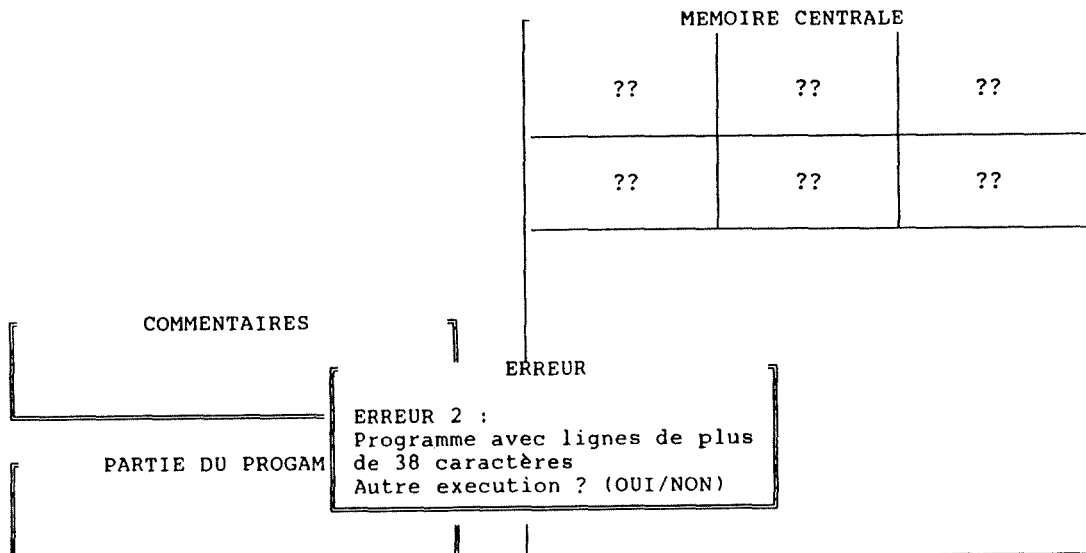 MEMOIRE CENTRALE
?? ?? ??
?? ?? ??
COMMENTAIRES
ERREUR
ERREUR 2 :
Programme avec lignes de plus
de 38 caractères
Autre execution ? (OUI/NON)
PARTIE DU PROGAM